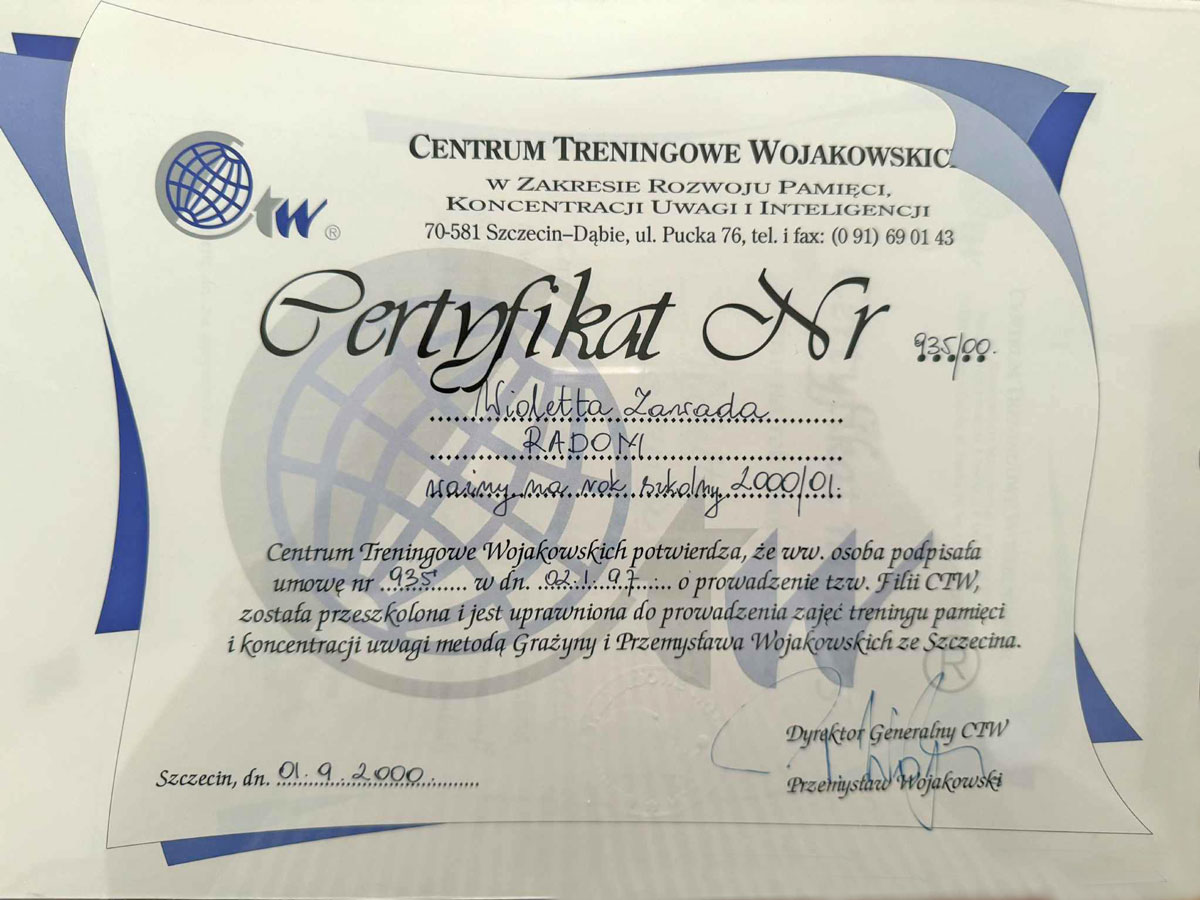 CENTRUM TRENINGOWE WOJAKOWSKIC
W ZAKRESIE ROZWOJU PAMIĘCI,
KONCENTRACJI UWAGI I INTELIGENCJI
70-581 Szczecin–Dąbie, ul. Pucka 76, tel. i fax: (0 91) 69 01 43
tw ®
Certyfikat Nr 935/00.
Wioletta Zawada
RADOM
ważny na rok szkolny 2000/01.
Centrum Treningowe Wojakowskich potwierdza, że ww. osoba podpisała
umowę nr 935 w dn. 02.1.97 o prowadzenie tzw. Filii CTW,
została przeszkolona i jest uprawniona do prowadzenia zajęć treningu pamięci
i koncentracji uwagi metodą Grażyny i Przemysława Wojakowskich ze Szczecina.
tw ®
Dyrektor Generalny CTW
Szczecin, dn. 01.9.2000.
Przemysław Wojakowski